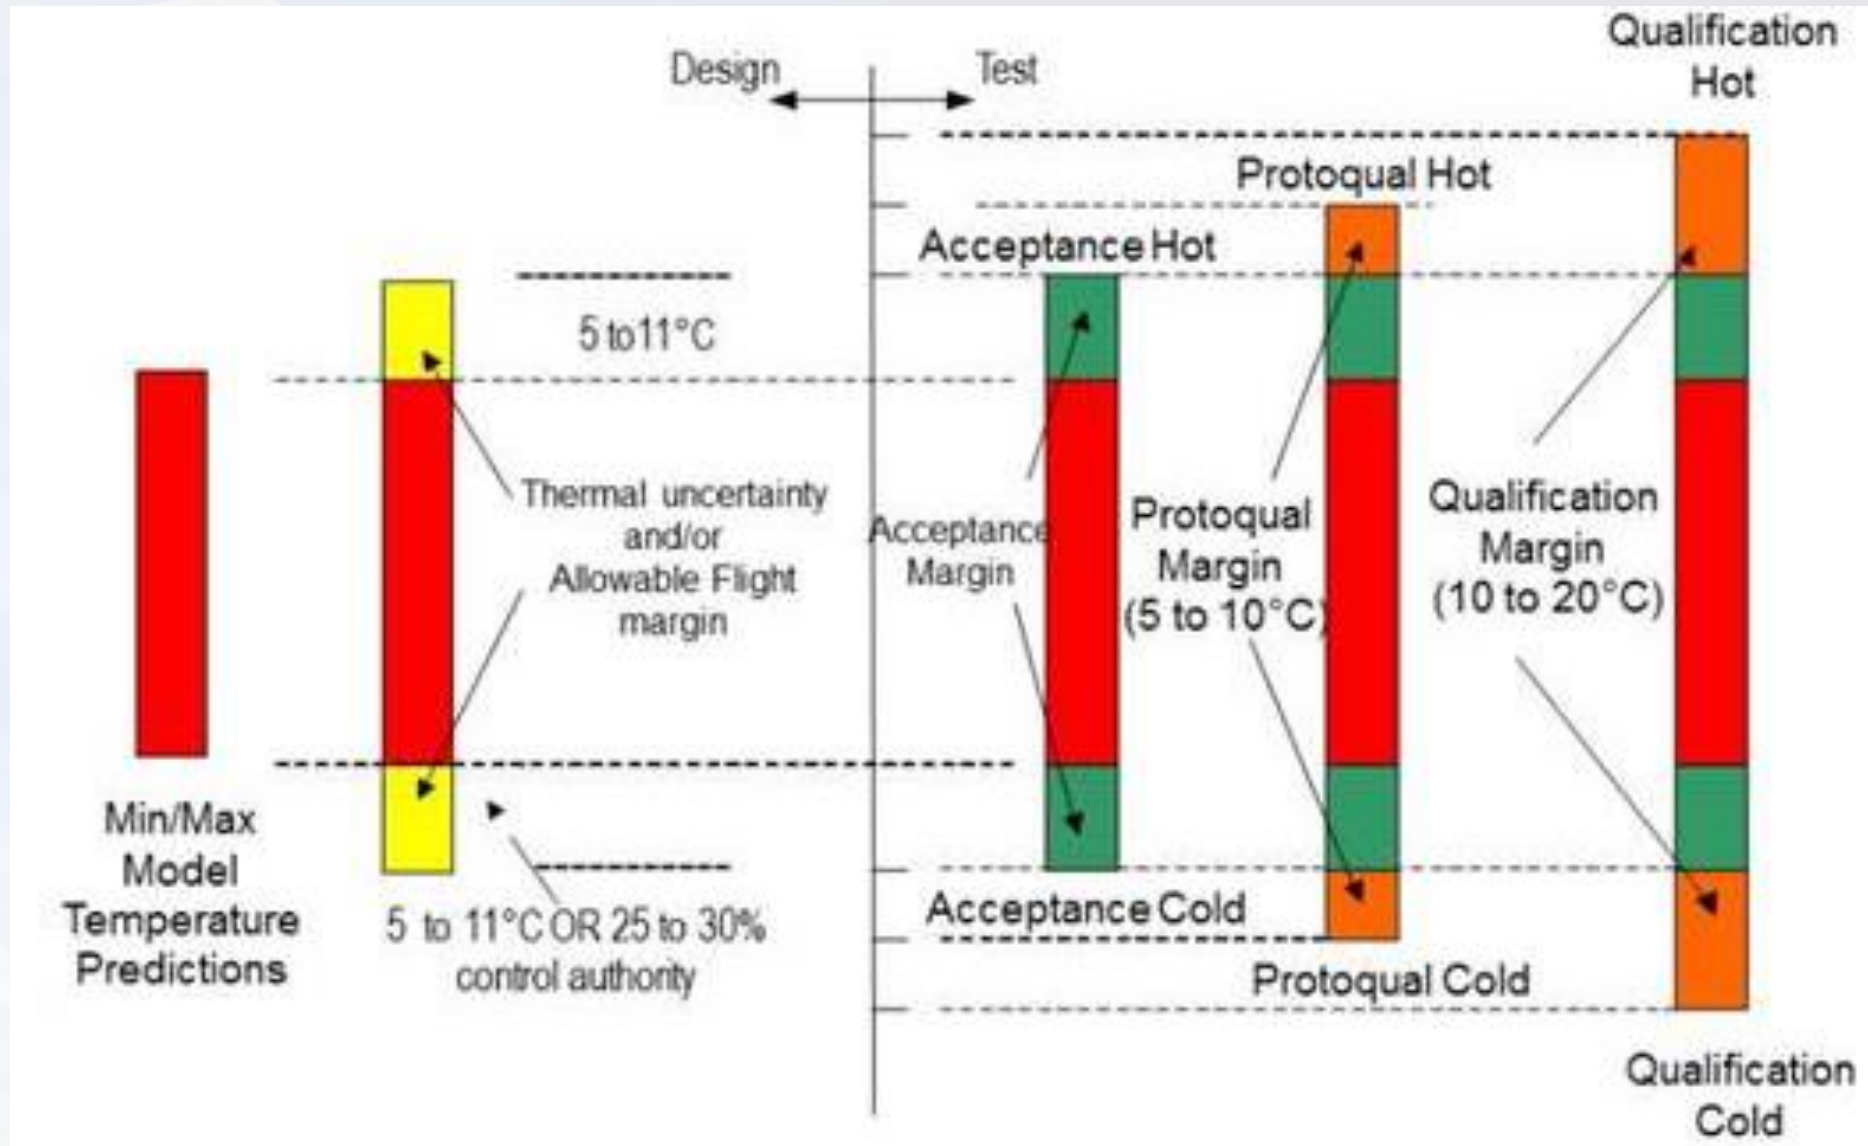 Qualification
Hot
Design
Test
Protoqual Hot
Acceptance Hot
5 to 11°C
Thermal uncertainty
and/or
Allowable Flight
margin
Acceptance
Margin
Protoqual
Margin
(5 to 10°C)
Qualification
Margin
(10 to 20°C)
Min/Max
Model
Temperature
Predictions
5 to 11°C OR 25 to 30%
control authority
Acceptance Cold
Protoqual Cold
Qualification
Cold